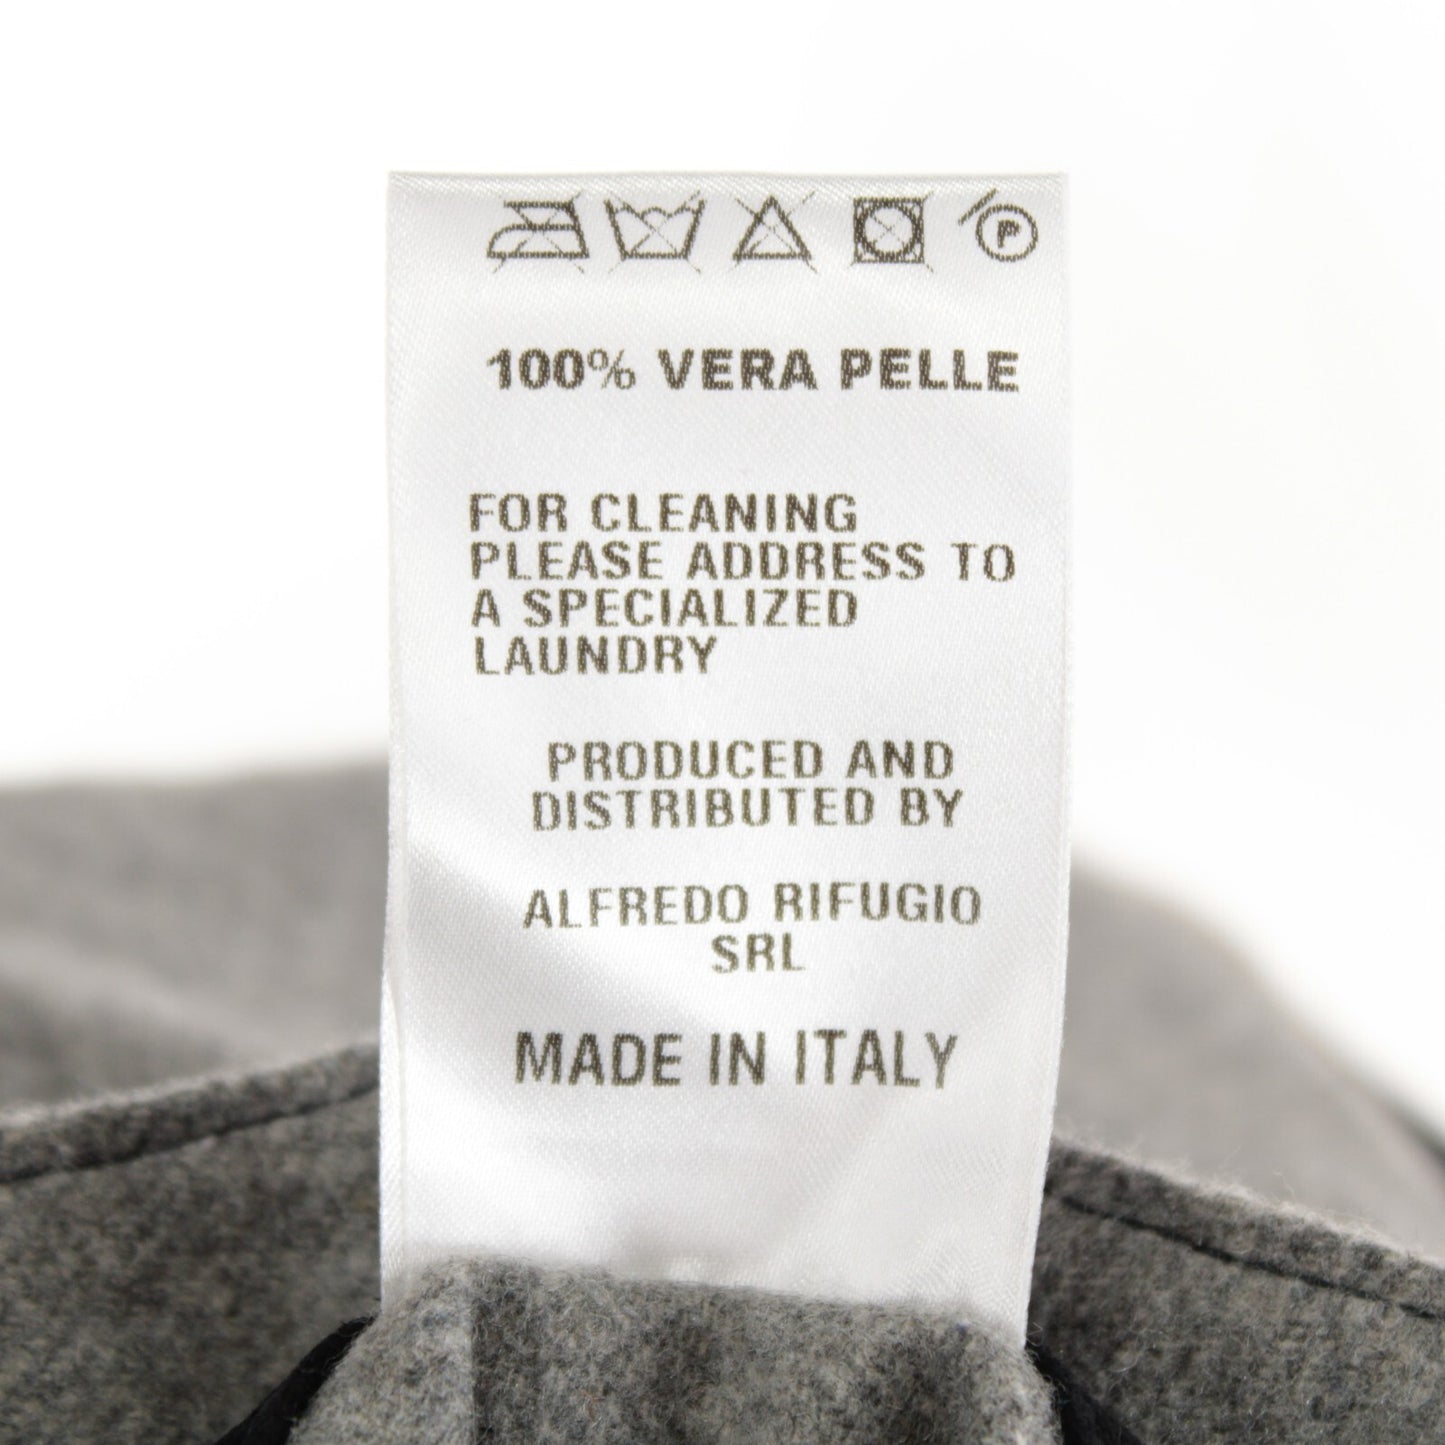 P
100% VERA PELLE
FOR CLEANING
PLEASE ADDRESS TO
A SPECIALIZED
LAUNDRY
PRODUCED AND
DISTRIBUTED BY
ALFREDO RIFUGIO
SRL
MADE IN ITALY